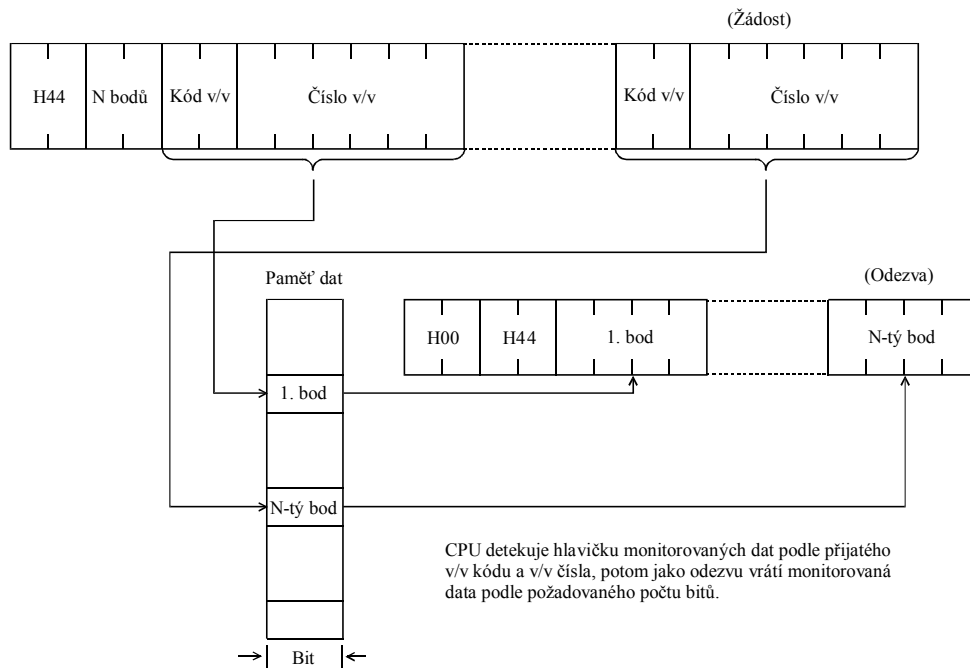 (Žádost)
H44 N bodů Kód v/v Číslo v/v Kód v/v Číslo v/v
Paměť dat
(Odezva)
H00 H44 1. bod N-tý bod
1. bod
N-tý bod
CPU detekuje hlavičku monitorovaných dat podle přijatého
v/v kódu a v/v čísla, potom jako odezvu vrátí monitorovaná
data podle požadovaného počtu bitů.
Bit